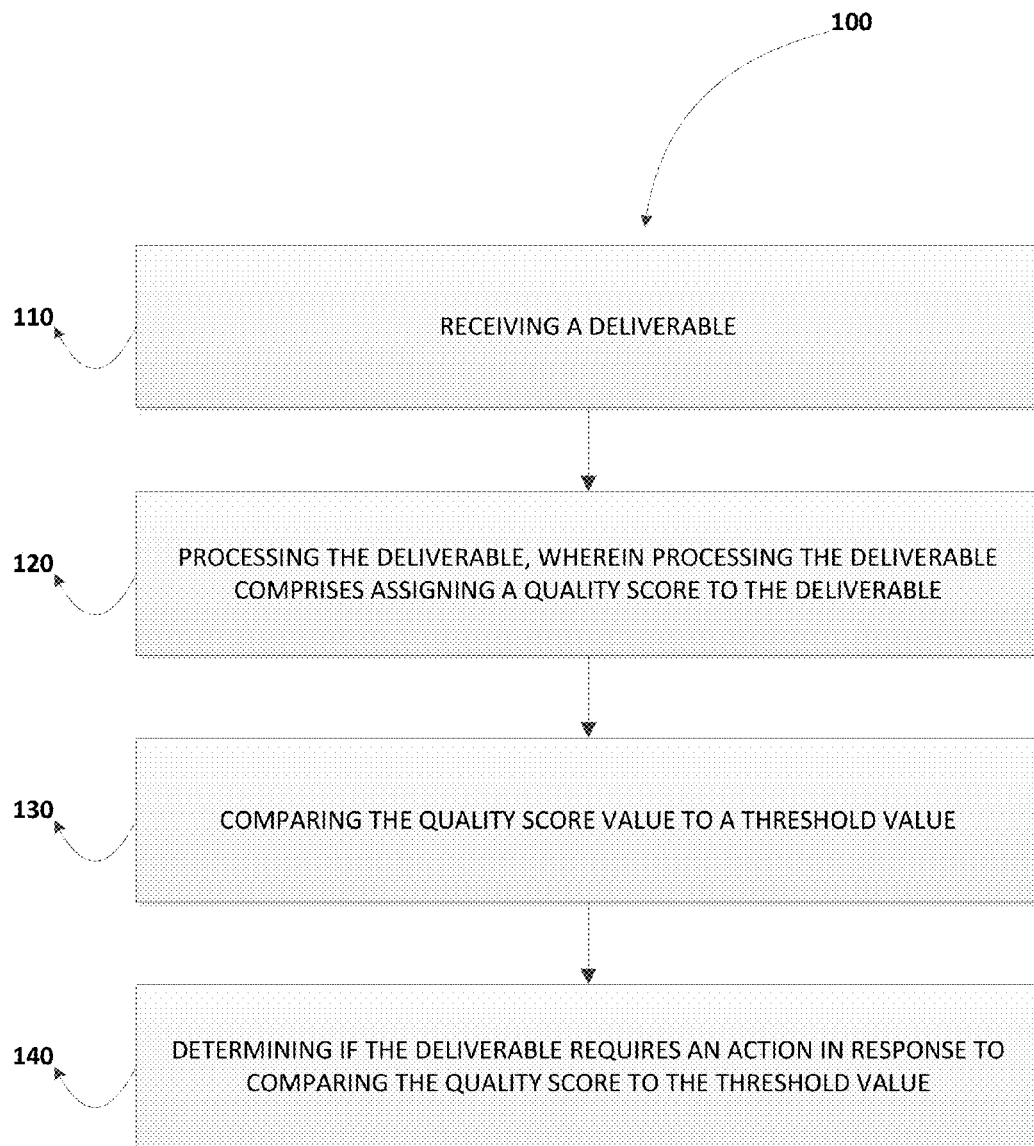 100
110
RECEIVING A DELIVERABLE
120
PROCESSING THE DELIVERABLE, WHEREIN PROCESSING THE DELIVERABLE
COMPRISES ASSIGNING A QUALITY SCORE TO THE DELIVERABLE
130
COMPARING THE QUALITY SCORE VALUE TO A THRESHOLD VALUE
140
DETERMINING IF THE DELIVERABLE REQUIRES AN ACTION IN RESPONSE TO
COMPARING THE QUALITY SCORE TO THE THRESHOLD VALUE